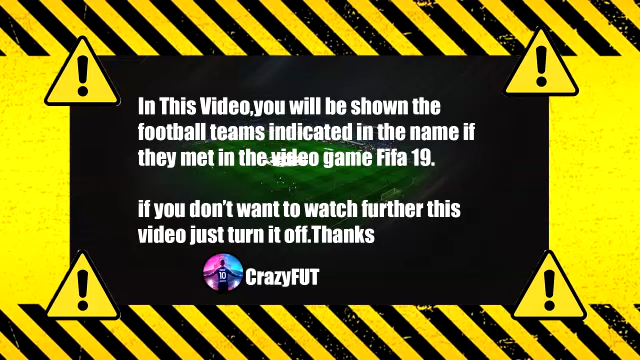 In This Video,you will be shown the
football teams indicated in the name if
they met in the video game Fifa 19.
if you don't want to watch further this
video just turn it off.Thanks
10
CrazyFUT